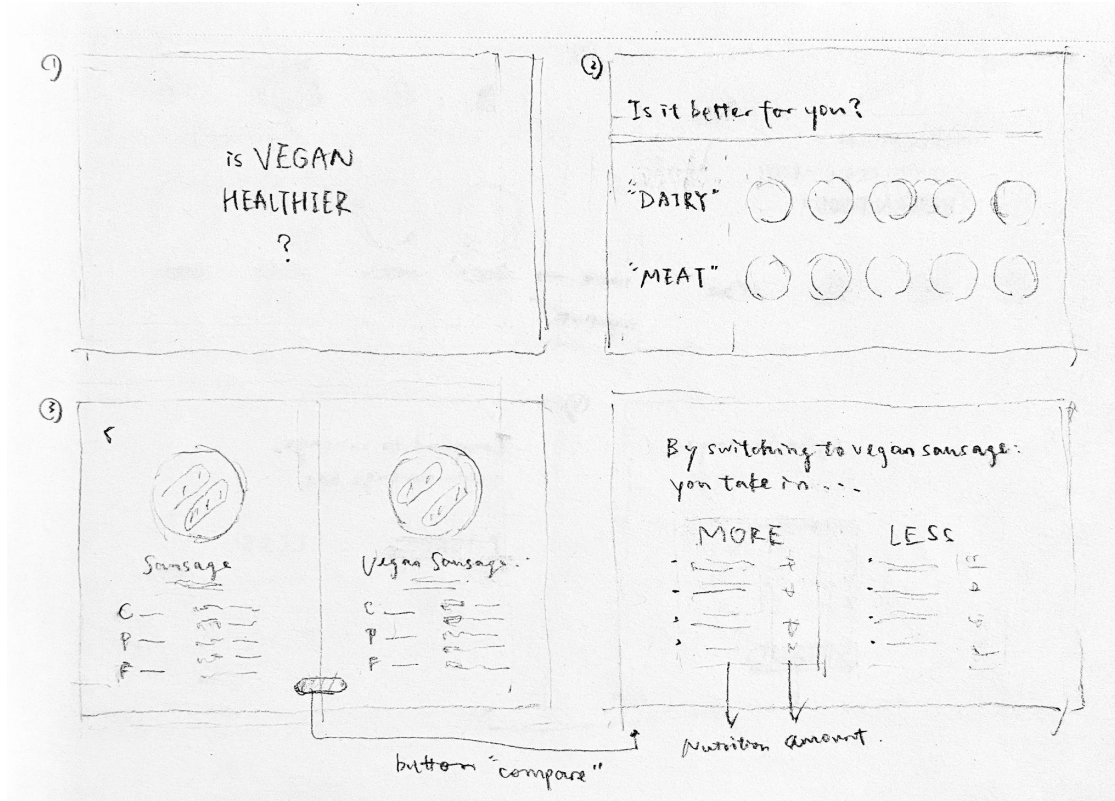 ①
is VEGAN
HEALTHIER
?
②
Is it better for you?
"DAIRY"
"MEAT"
③
Sausage
C
P
F
Vegan Sausage
C
P
F
button "compare"
By switching to vegan sausage:
you take in...
MORE
LESS
Nutrition amount.